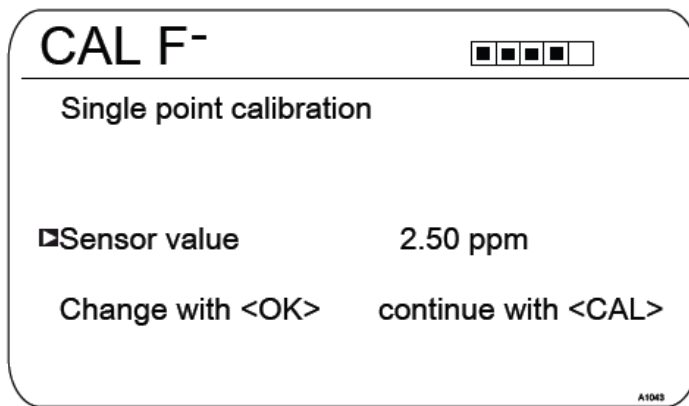 CAL F⁻
Single point calibration
Sensor value 2.50 ppm
Change with <OK> continue with <CAL>
A1043